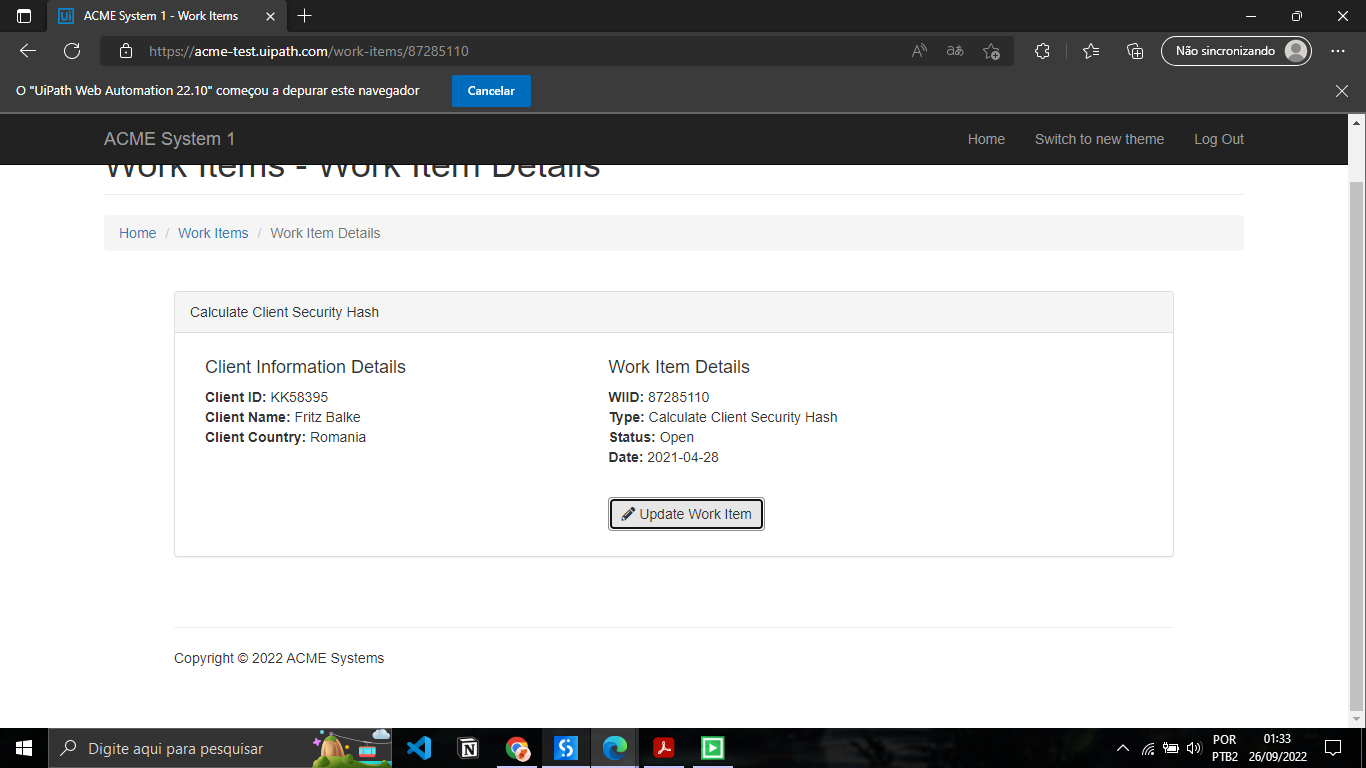 ACME System 1 - Work Items
https://acme-test.uipath.com/work-items/87285110
Não sincronizando
O "UiPath Web Automation 22.10" começou a depurar este navegador
Cancelar
ACME System 1
Home
Switch to new theme
Log Out
Work Items - Work Item Details
Home / Work Items / Work Item Details
Calculate Client Security Hash
Client Information Details
Client ID: KK58395
Client Name: Fritz Balke
Client Country: Romania
Work Item Details
WIID: 87285110
Type: Calculate Client Security Hash
Status: Open
Date: 2021-04-28
Update Work Item
Copyright © 2022 ACME Systems
Digite aqui para pesquisar
POR
PTB2
01:33
26/09/2022